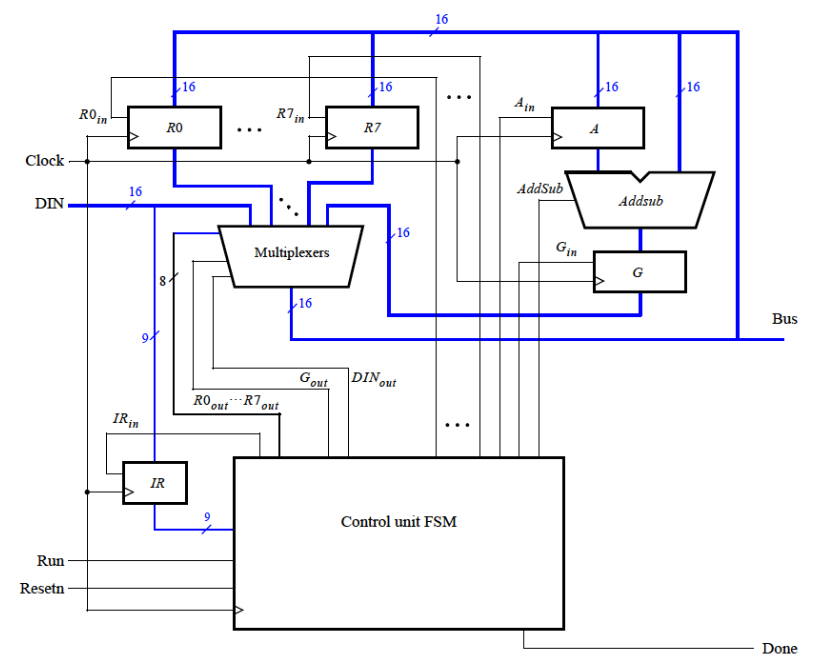 16
16
16
16
16
R0in
R7in
Ain
R0
R7
A
Clock
DIN
16
AddSub
Addsub
16
Gin
Multiplexers
8
G
16
Bus
9
Gout
DINout
R0out···R7out
IRin
IR
9
Control unit FSM
Run
Resetn
Done